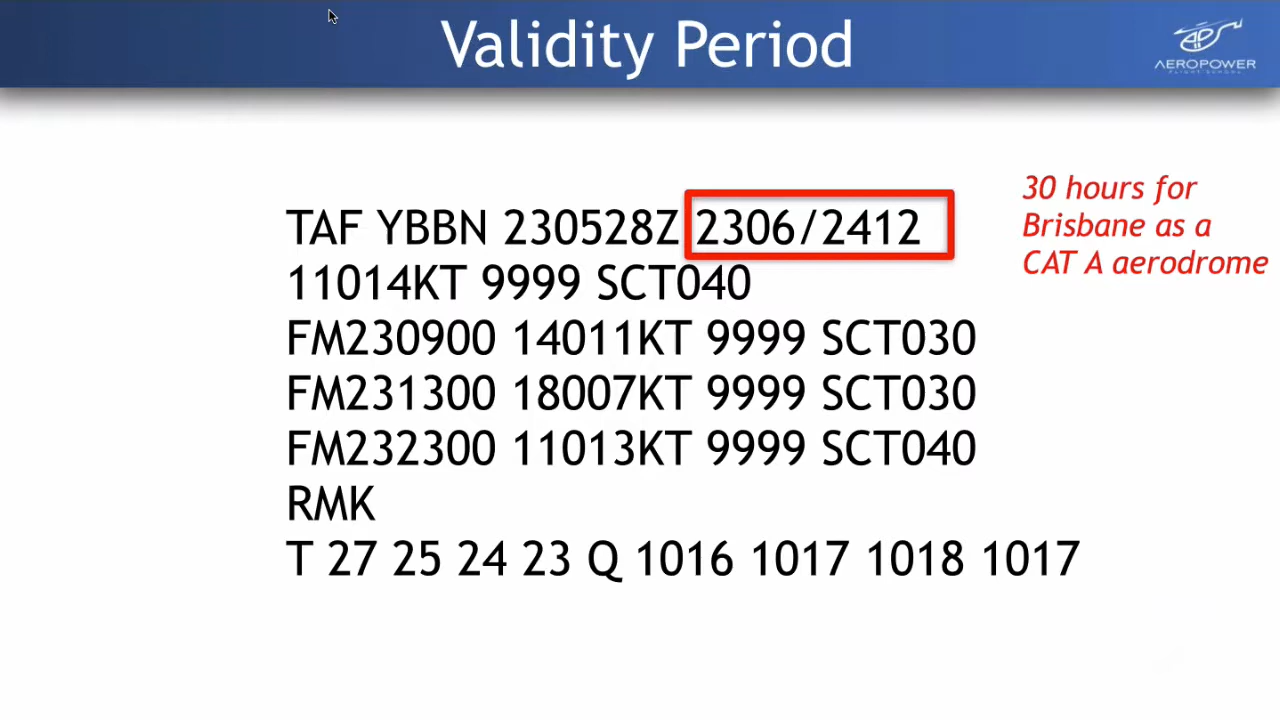 Validity Period
AEROPOWER
FLIGHT SCHOOL
TAF YBBN 230528Z 2306/2412
11014KT 9999 SCT040
FM230900 14011KT 9999 SCT030
FM231300 18007KT 9999 SCT030
FM232300 11013KT 9999 SCT040
RMK
T 27 25 24 23 Q 1016 1017 1018 1017
30 hours for
Brisbane as a
CAT A aerodrome